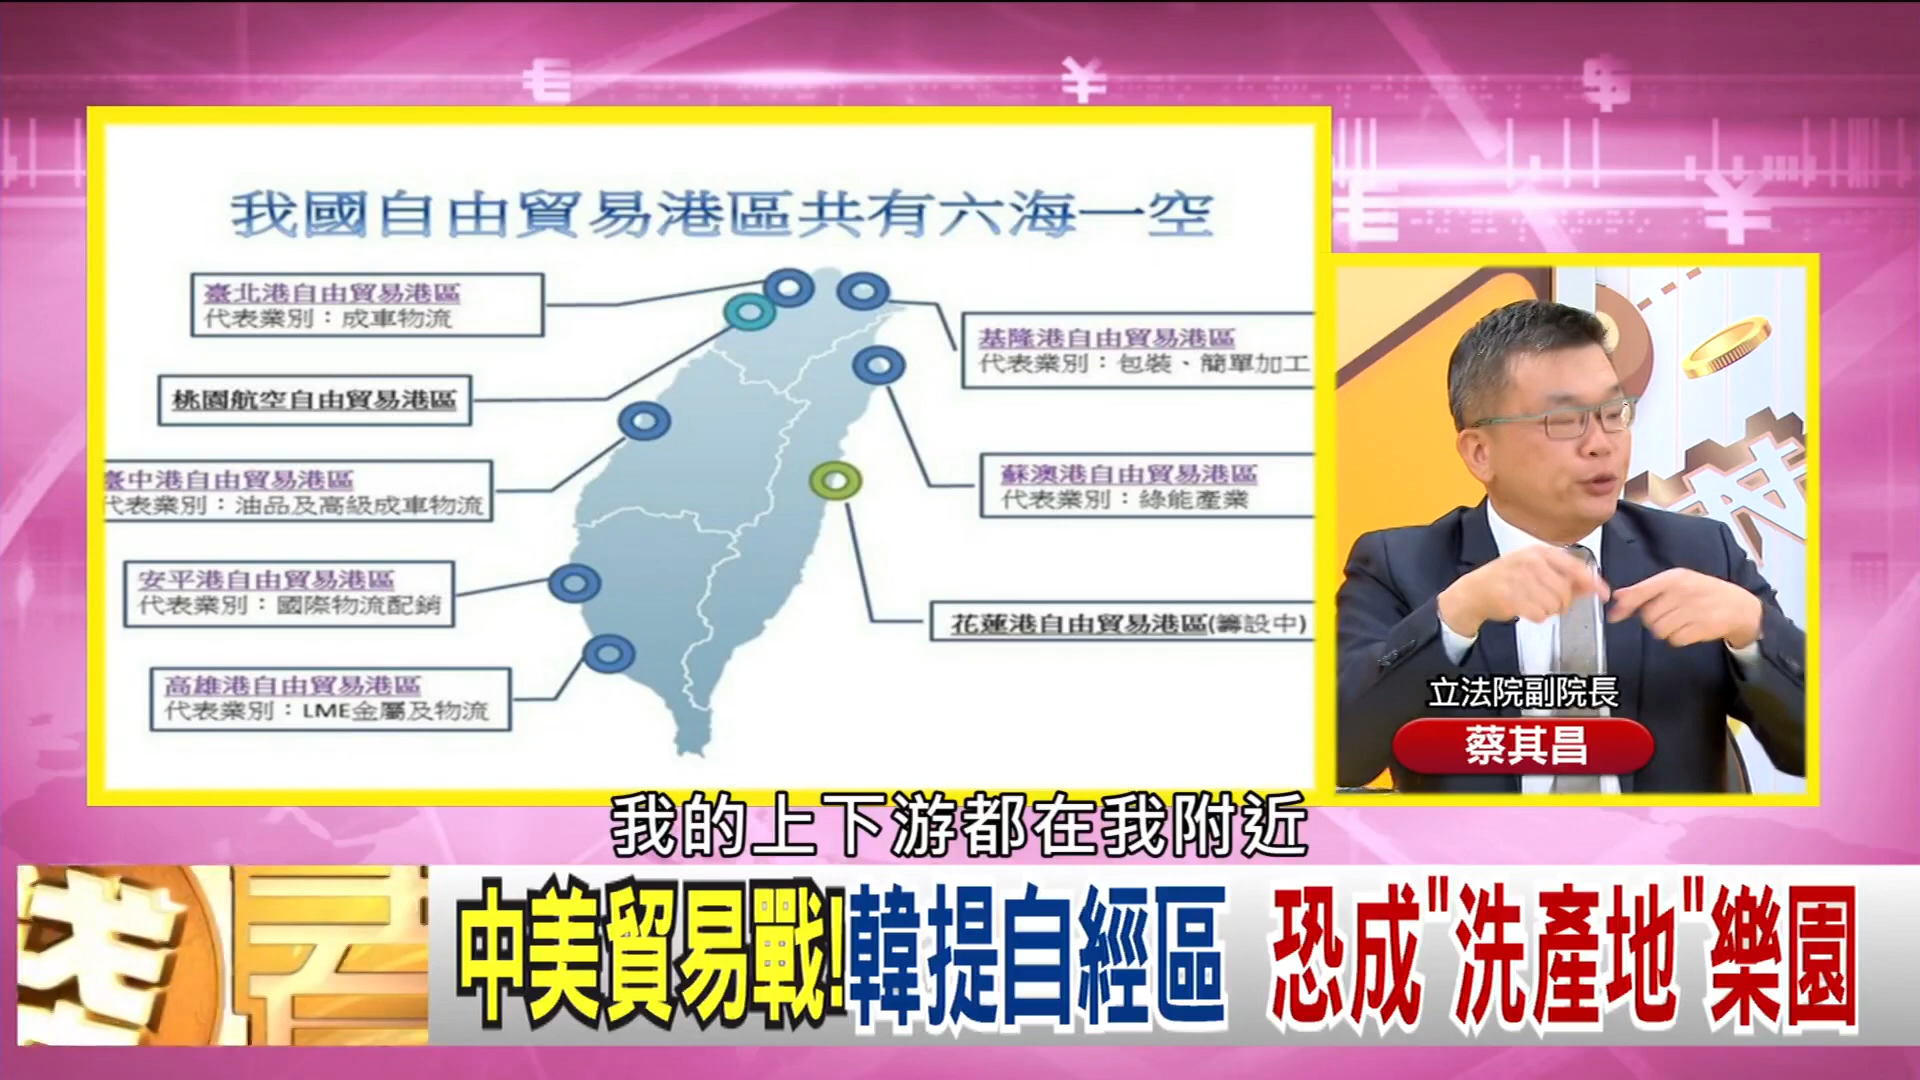 我國自由貿易港區共有六海一空
臺北港自由貿易港區
代表業別：成車物流
桃園航空自由貿易港區
臺中港自由貿易港區
代表業別：油品及高級成車物流
安平港自由貿易港區
代表業別：國際物流配銷
高雄港自由貿易港區
代表業別：LME金屬及物流
基隆港自由貿易港區
代表業別：包裝、簡單加工
蘇澳港自由貿易港區
代表業別：綠能產業
花蓮港自由貿易港區(籌設中)
立法院副院長
蔡其昌
我的上下游都在我附近
中美貿易戰!韓提自經區 恐成"洗產地"樂園